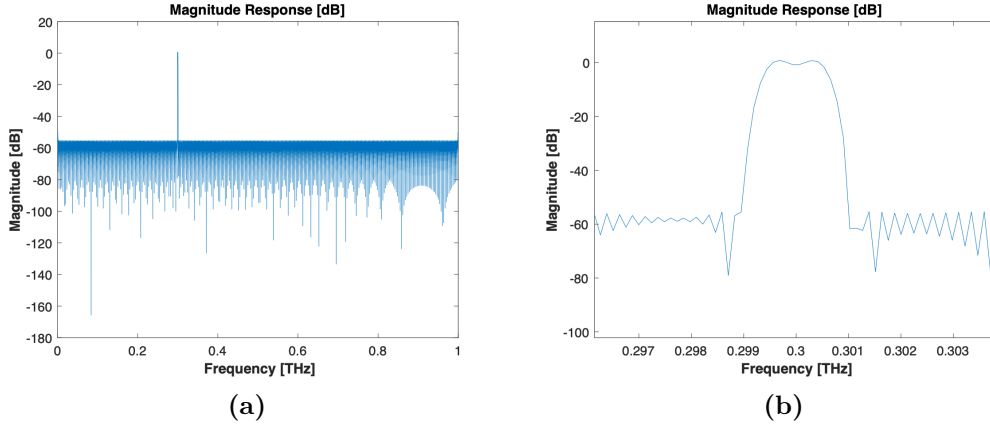 Magnitude Response [dB]
20
0
-20
-40
-60
-80
-100
-120
-140
-160
-180
Magnitude [dB]
0 0.2 0.4 0.6 0.8 1
Frequency [THz]
(a)
Magnitude Response [dB]
0
-20
-40
-60
-80
-100
Magnitude [dB]
0.297 0.298 0.299 0.3 0.301 0.302 0.303
Frequency [THz]
(b)